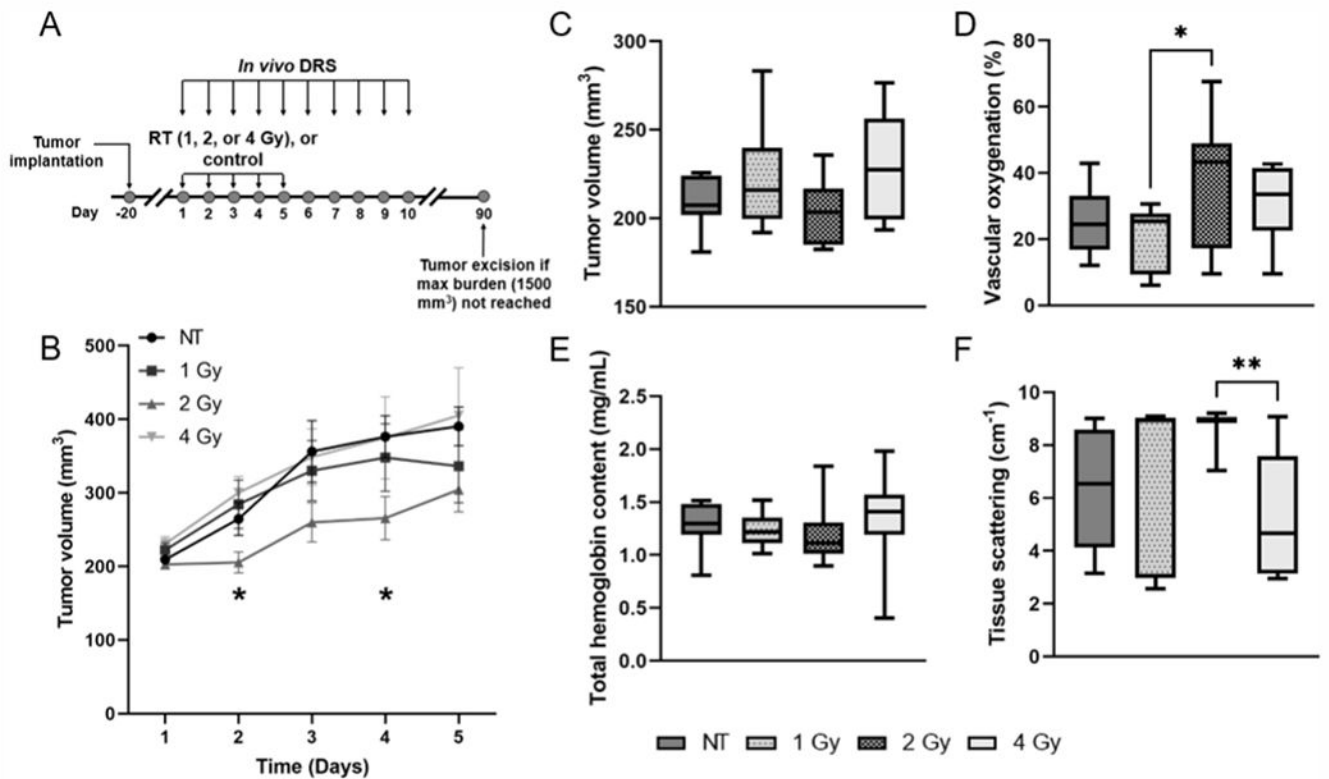 A
In vivo DRS
Tumor
implantation
RT (1, 2, or 4 Gy), or
control
Day -20 1 2 3 4 5 6 7 8 9 10 90
Tumor excision if
max burden (1500
mm³) not reached
B
NT
1 Gy
2 Gy
4 Gy
Tumor volume (mm³)
500
400
300
200
100
0
* *
1 2 3 4 5
Time (Days)
C
Tumor volume (mm³)
300
250
200
150
D
Vascular oxygenation (%)
80
60
40
20
0
*
E
Total hemoglobin content (mg/mL)
2.5
2.0
1.5
1.0
0.5
0.0
F
Tissue scattering (cm⁻¹)
10
8
6
4
2
0
**
NT 1 Gy 2 Gy 4 Gy